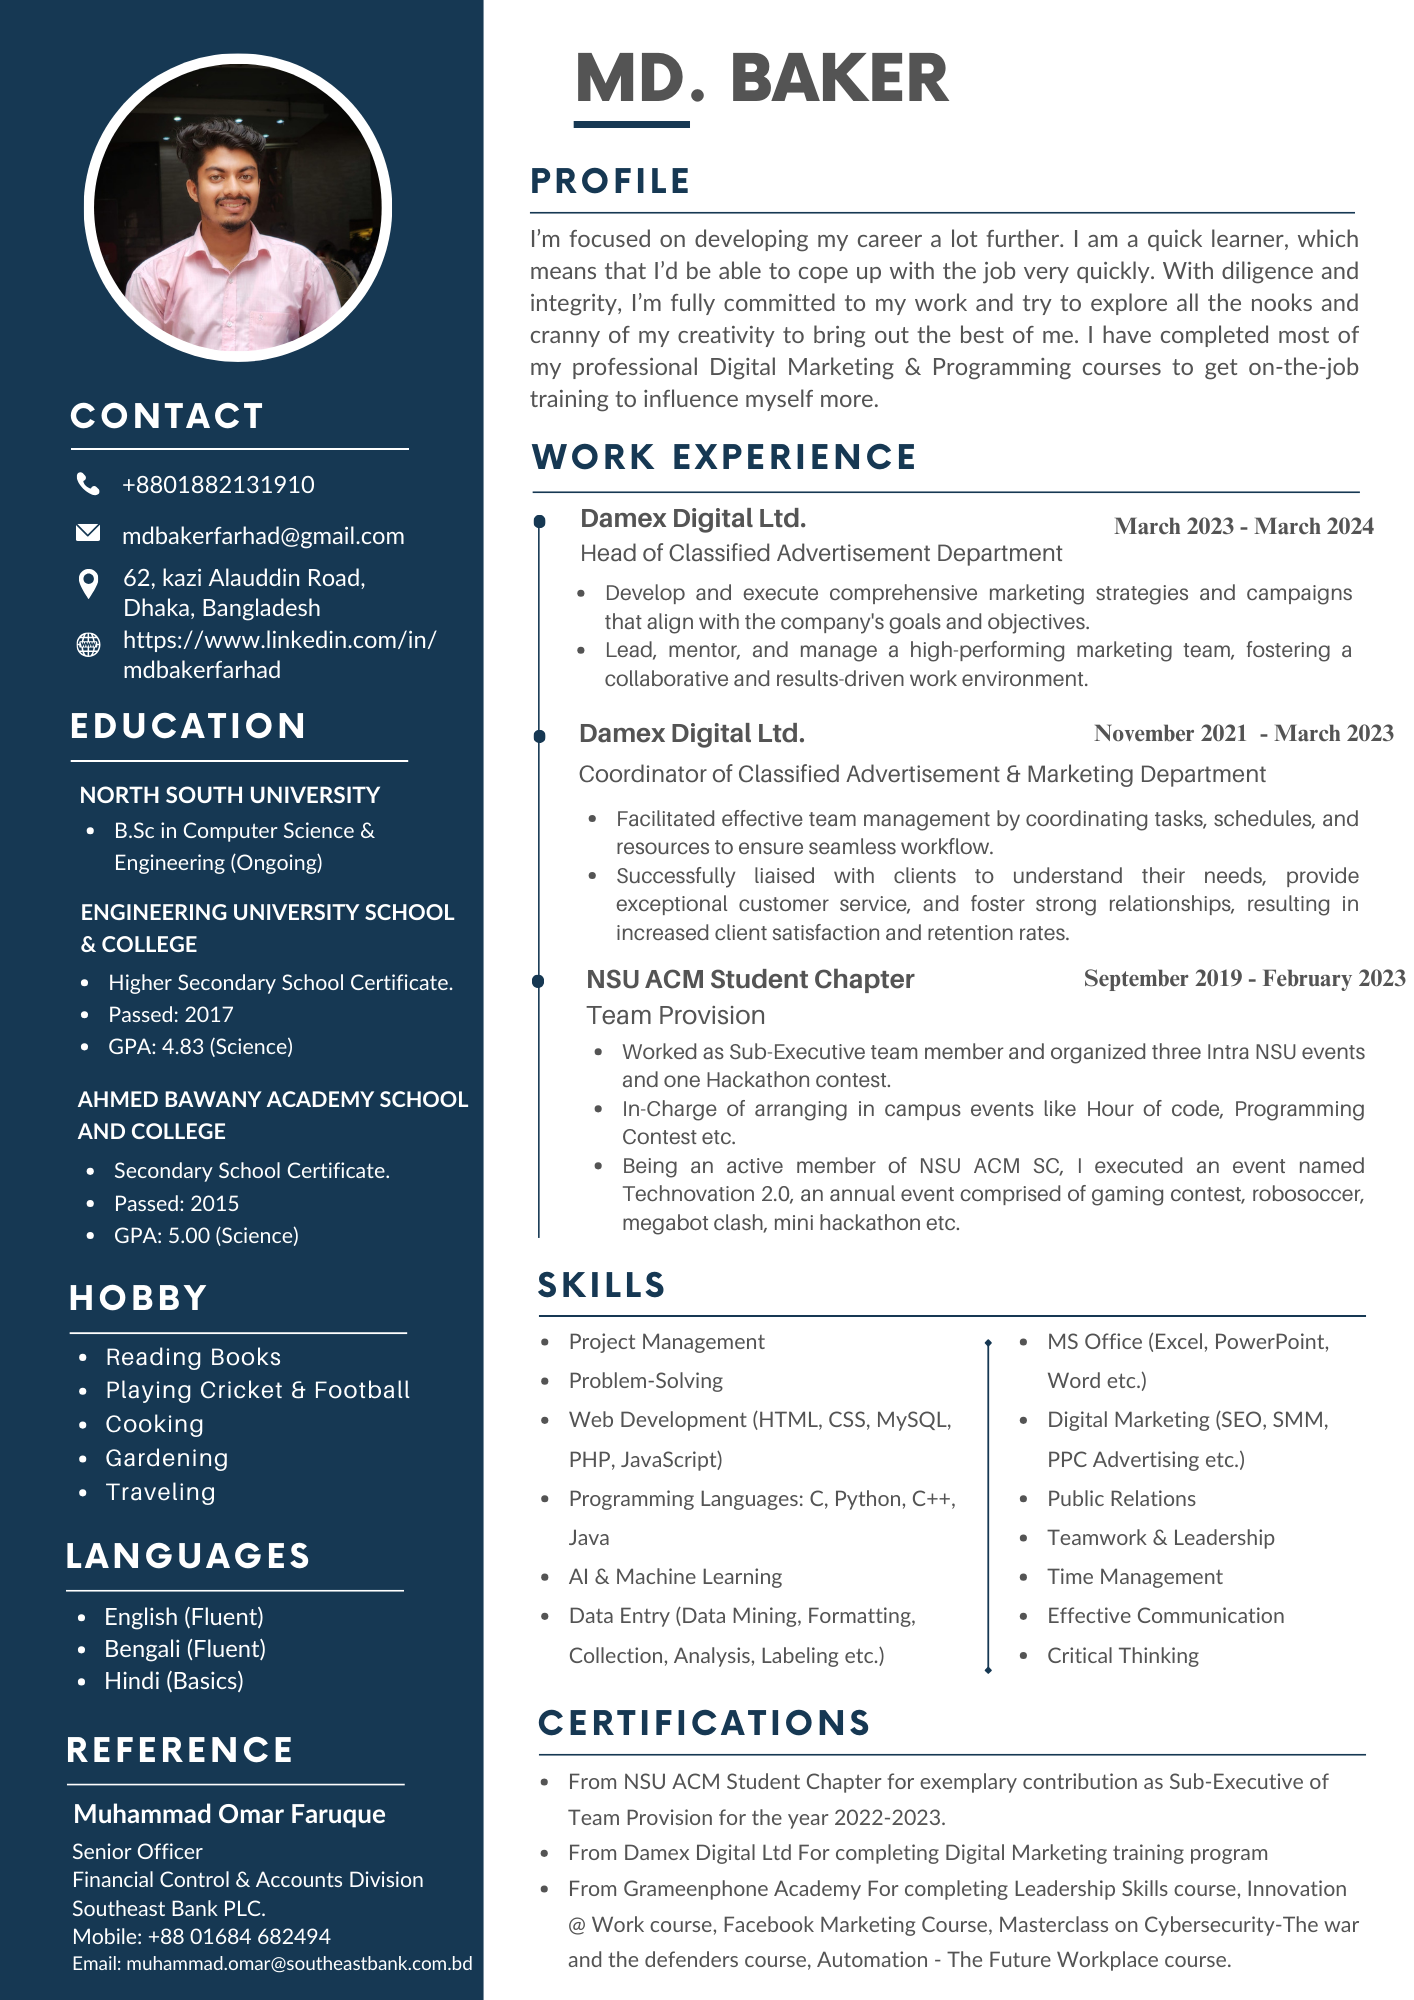 MD. BAKER
CONTACT
+8801882131910
mdbakerfarhad@gmail.com
62, kazi Alauddin Road,
Dhaka, Bangladesh
https://www.linkedin.com/in/
mdbakerfarhad
EDUCATION
NORTH SOUTH UNIVERSITY
• B.Sc in Computer Science &
Engineering (Ongoing)
ENGINEERING UNIVERSITY SCHOOL
& COLLEGE
• Higher Secondary School Certificate.
• Passed: 2017
• GPA: 4.83 (Science)
AHMED BAWANY ACADEMY SCHOOL
AND COLLEGE
• Secondary School Certificate.
• Passed: 2015
• GPA: 5.00 (Science)
HOBBY
• Reading Books
• Playing Cricket & Football
• Cooking
• Gardening
• Traveling
LANGUAGES
• English (Fluent)
• Bengali (Fluent)
• Hindi (Basics)
REFERENCE
Muhammad Omar Faruque
Senior Officer
Financial Control & Accounts Division
Southeast Bank PLC.
Mobile: +88 01684 682494
Email: muhammad.omar@southeastbank.com.bd
PROFILE
I’m focused on developing my career a lot further. I am a quick learner, which
means that I’d be able to cope up with the job very quickly. With diligence and
integrity, I’m fully committed to my work and try to explore all the nooks and
cranny of my creativity to bring out the best of me. I have completed most of
my professional Digital Marketing & Programming courses to get on-the-job
training to influence myself more.
WORK EXPERIENCE
Damex Digital Ltd. March 2023 - March 2024
Head of Classified Advertisement Department
• Develop and execute comprehensive marketing strategies and campaigns
that align with the company's goals and objectives.
• Lead, mentor, and manage a high-performing marketing team, fostering a
collaborative and results-driven work environment.
Damex Digital Ltd. November 2021 - March 2023
Coordinator of Classified Advertisement & Marketing Department
• Facilitated effective team management by coordinating tasks, schedules, and
resources to ensure seamless workflow.
• Successfully liaised with clients to understand their needs, provide
exceptional customer service, and foster strong relationships, resulting in
increased client satisfaction and retention rates.
NSU ACM Student Chapter September 2019 - February 2023
Team Provision
• Worked as Sub-Executive team member and organized three Intra NSU events
and one Hackathon contest.
• In-Charge of arranging in campus events like Hour of code, Programming
Contest etc.
• Being an active member of NSU ACM SC, I executed an event named
Technovation 2.0, an annual event comprised of gaming contest, robosoccer,
megabot clash, mini hackathon etc.
SKILLS
• Project Management
• Problem-Solving
• Web Development (HTML, CSS, MySQL,
PHP, JavaScript)
• Programming Languages: C, Python, C++,
Java
• AI & Machine Learning
• Data Entry (Data Mining, Formatting,
Collection, Analysis, Labeling etc.)
• MS Office (Excel, PowerPoint,
Word etc.)
• Digital Marketing (SEO, SMM,
PPC Advertising etc.)
• Public Relations
• Teamwork & Leadership
• Time Management
• Effective Communication
• Critical Thinking
CERTIFICATIONS
• From NSU ACM Student Chapter for exemplary contribution as Sub-Executive of
Team Provision for the year 2022-2023.
• From Damex Digital Ltd For completing Digital Marketing training program
• From Grameenphone Academy For completing Leadership Skills course, Innovation
@ Work course, Facebook Marketing Course, Masterclass on Cybersecurity-The war
and the defenders course, Automation - The Future Workplace course.